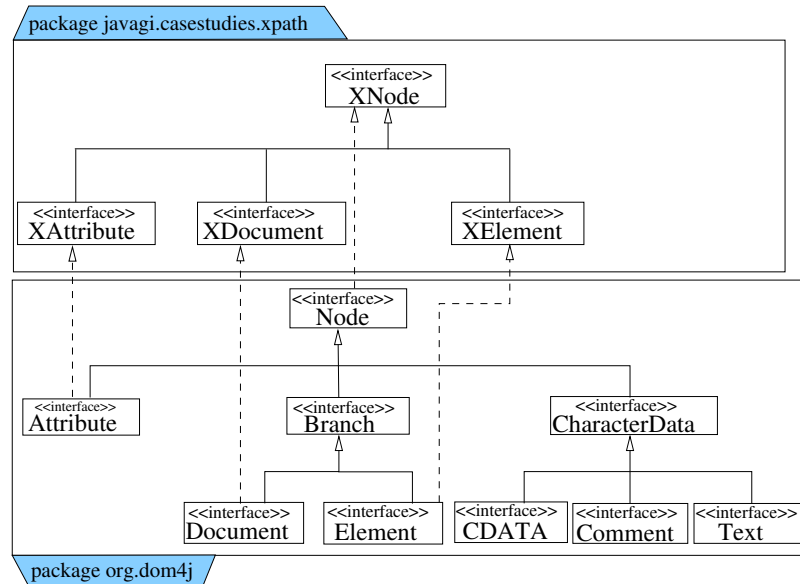 package javagi.casestudies.xpath
<<interface>>
XNode
<<interface>>
XAttribute
<<interface>>
XDocument
<<interface>>
XElement
<<interface>>
Node
<<interface>>
Attribute
<<interface>>
Branch
<<interface>>
CharacterData
<<interface>>
Document
<<interface>>
Element
<<interface>>
CDATA
<<interface>>
Comment
<<interface>>
Text
package org.dom4j